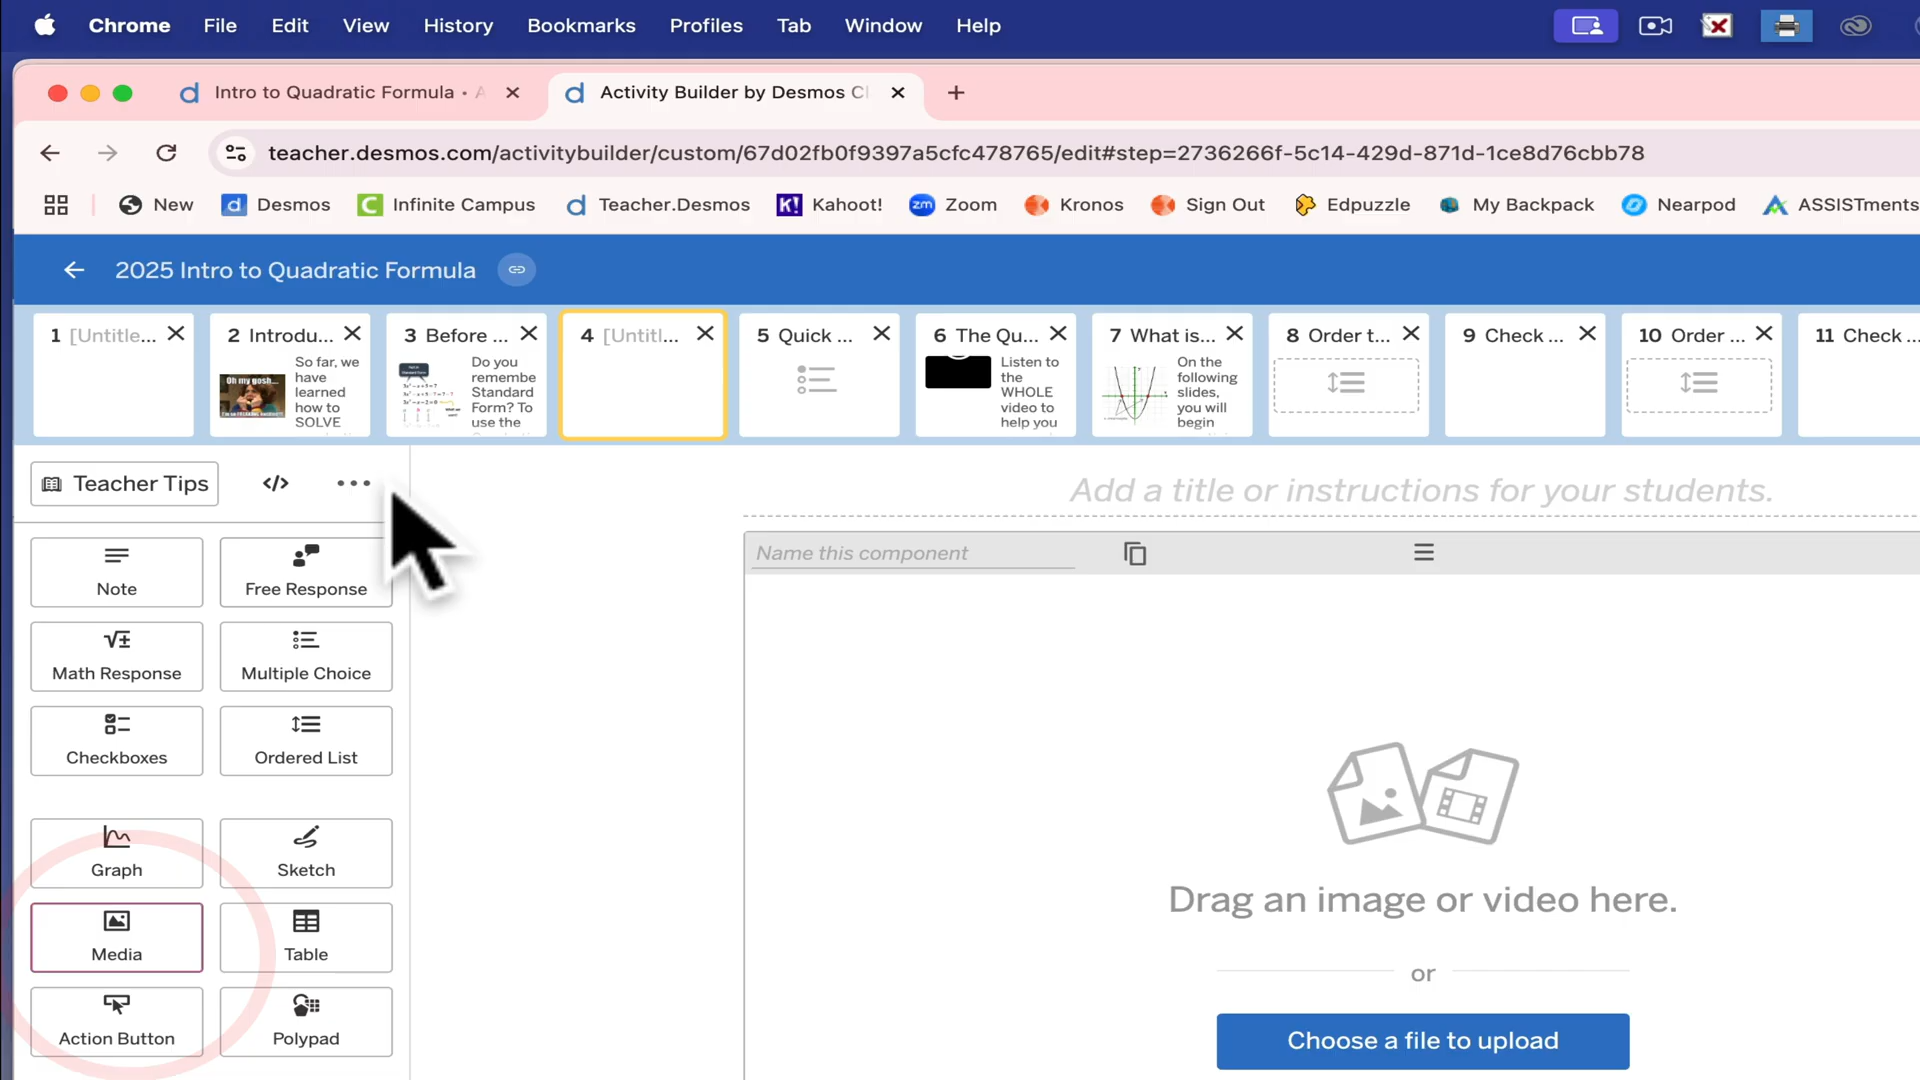 Chrome File Edit View History Bookmarks Profiles Tab Window Help
Intro to Quadratic Formula • A
Activity Builder by Desmos Cl
teacher.desmos.com/activitybuilder/custom/67d02fb0f9397a5cfc478765/edit#step=2736266f-5c14-429d-871d-1ce8d76cbb78
New Desmos Infinite Campus Teacher.Desmos K! Kahoot! zm Zoom Kronos Sign Out Edpuzzle My Backpack Nearpod ASSISTments
2025 Intro to Quadratic Formula
1 [Untitle...
2 Introdu...
Oh my gosh...
So far, we
have
learned
how to
SOLVE
3 Before ...
Do you
remembe
Standard
Form? To
use the
4 [Untitl...
5 Quick ...
6 The Qu...
Listen to
the
WHOLE
video to
help you
7 What is...
On the
following
slides,
you will
begin
8 Order t...
9 Check ...
10 Order ...
11 Check ...
Teacher Tips </> •••
Add a title or instructions for your students.
Name this component
Note
Free Response
Math Response
Multiple Choice
Checkboxes
Ordered List
Graph
Sketch
Media
Table
Action Button
Polypad
Drag an image or video here.
or
Choose a file to upload